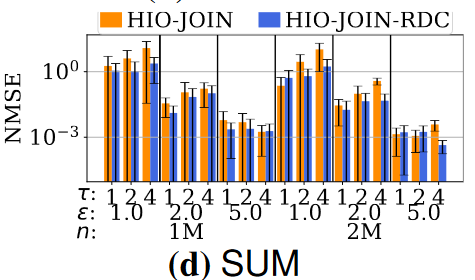 HIO-JOIN HIO-JOIN-RDC
NMSE
10^0
10^-3
τ: 1 2 4 1 2 4 1 2 4 1 2 4 1 2 4 1 2 4
ε: 1.0 2.0 5.0 1.0 2.0 5.0
n: 1M 2M
(d) SUM